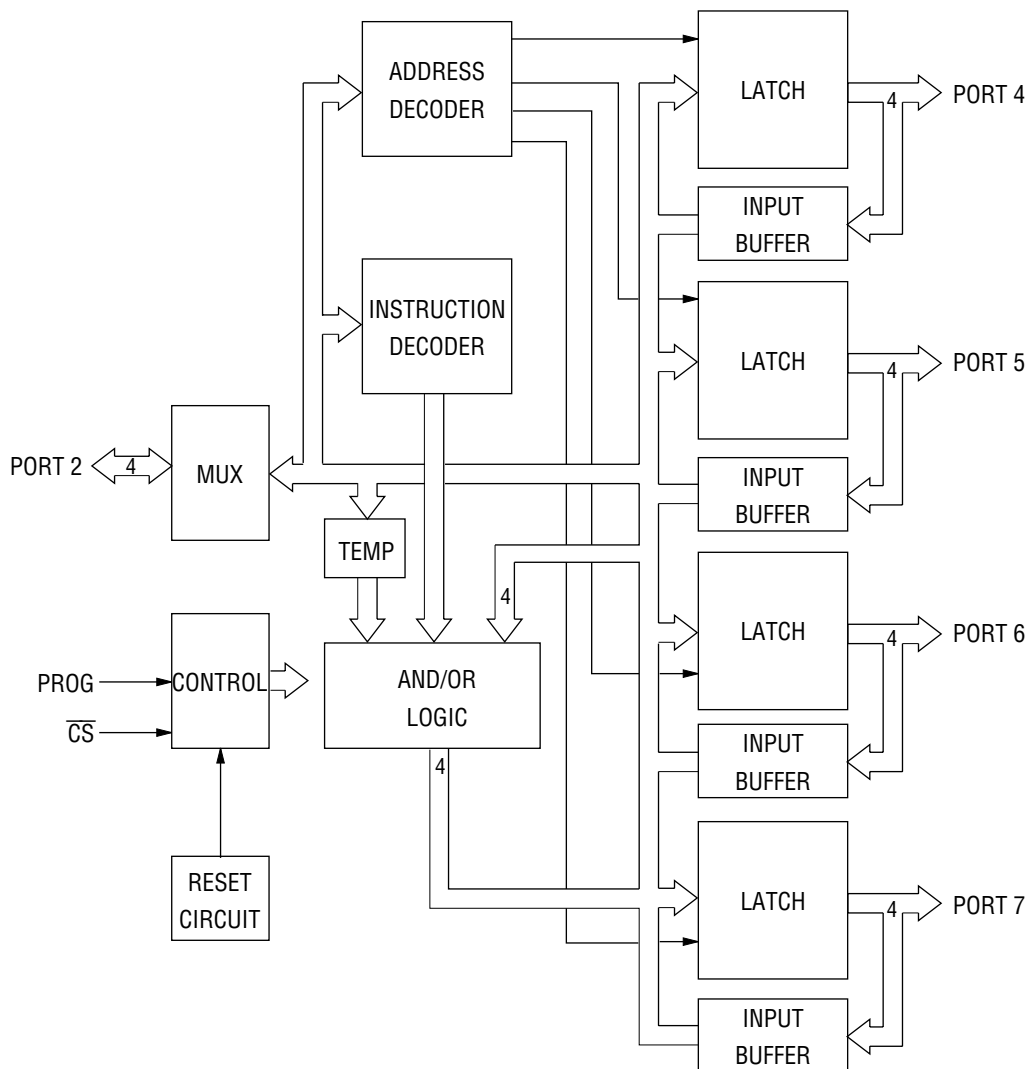 ADDRESS
DECODER
LATCH
4
PORT 4
INPUT
BUFFER
INSTRUCTION
DECODER
LATCH
4
PORT 5
PORT 2
4
MUX
INPUT
BUFFER
TEMP
4
LATCH
4
PORT 6
PROG
CONTROL
CS
AND/OR
LOGIC
4
INPUT
BUFFER
RESET
CIRCUIT
LATCH
4
PORT 7
INPUT
BUFFER